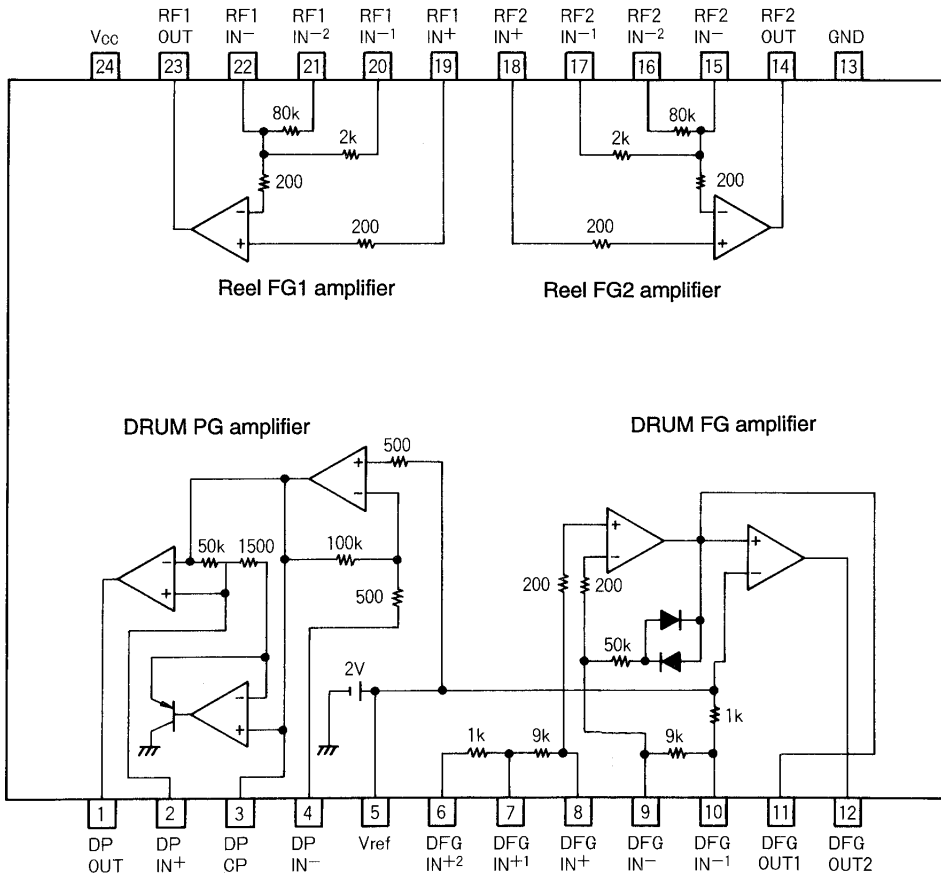 RF1 RF1 RF1 RF1 RF1 RF2 RF2 RF2 RF2 RF2
VCC OUT IN⁻ IN⁻² IN⁻¹ IN⁺ IN⁺ IN⁻¹ IN⁻² IN⁻ OUT GND
24 23 22 21 20 19 18 17 16 15 14 13
80k 80k
2k 2k
200 200
− −
200 200
+ +
Reel FG1 amplifier Reel FG2 amplifier
DRUM PG amplifier DRUM FG amplifier
500
+
−
+ +
50k 1500 100k
− − −
+ 500 200 200
50k
2V
−
+ 1k
1k 9k 9k
1 2 3 4 5 6 7 8 9 10 11 12
DP DP DP DP Vref DFG DFG DFG DFG DFG DFG DFG
OUT IN⁺ CP IN⁻ IN⁺² IN⁺¹ IN⁺ IN⁻ IN⁻¹ OUT1 OUT2